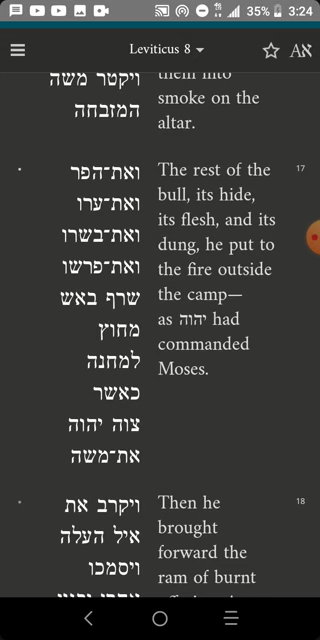 35% 3:24
Leviticus 8
ויקטר משה
המזבחה
them into
smoke on the
altar.
17
ואת־הפר
ואת־ערו
ואת־בשרו
ואת־פרשו
שרף באש
מחוץ
למחנה
כאשר
צוה יהוה
את־משה
The rest of the
bull, its hide,
its flesh, and its
dung, he put to
the fire outside
the camp—
as יהוה had
commanded
Moses.
18
ויקרב את
איל העלה
ויסמכו
Then he
brought
forward the
ram of burnt